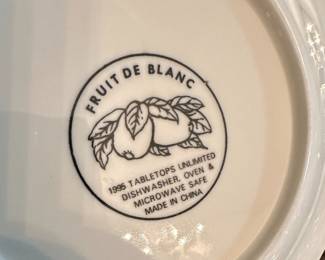 FRUIT DE BLANC
1995 TABLETOPS UNLIMITED
DISHWASHER, OVEN &
MICROWAVE SAFE
MADE IN CHINA